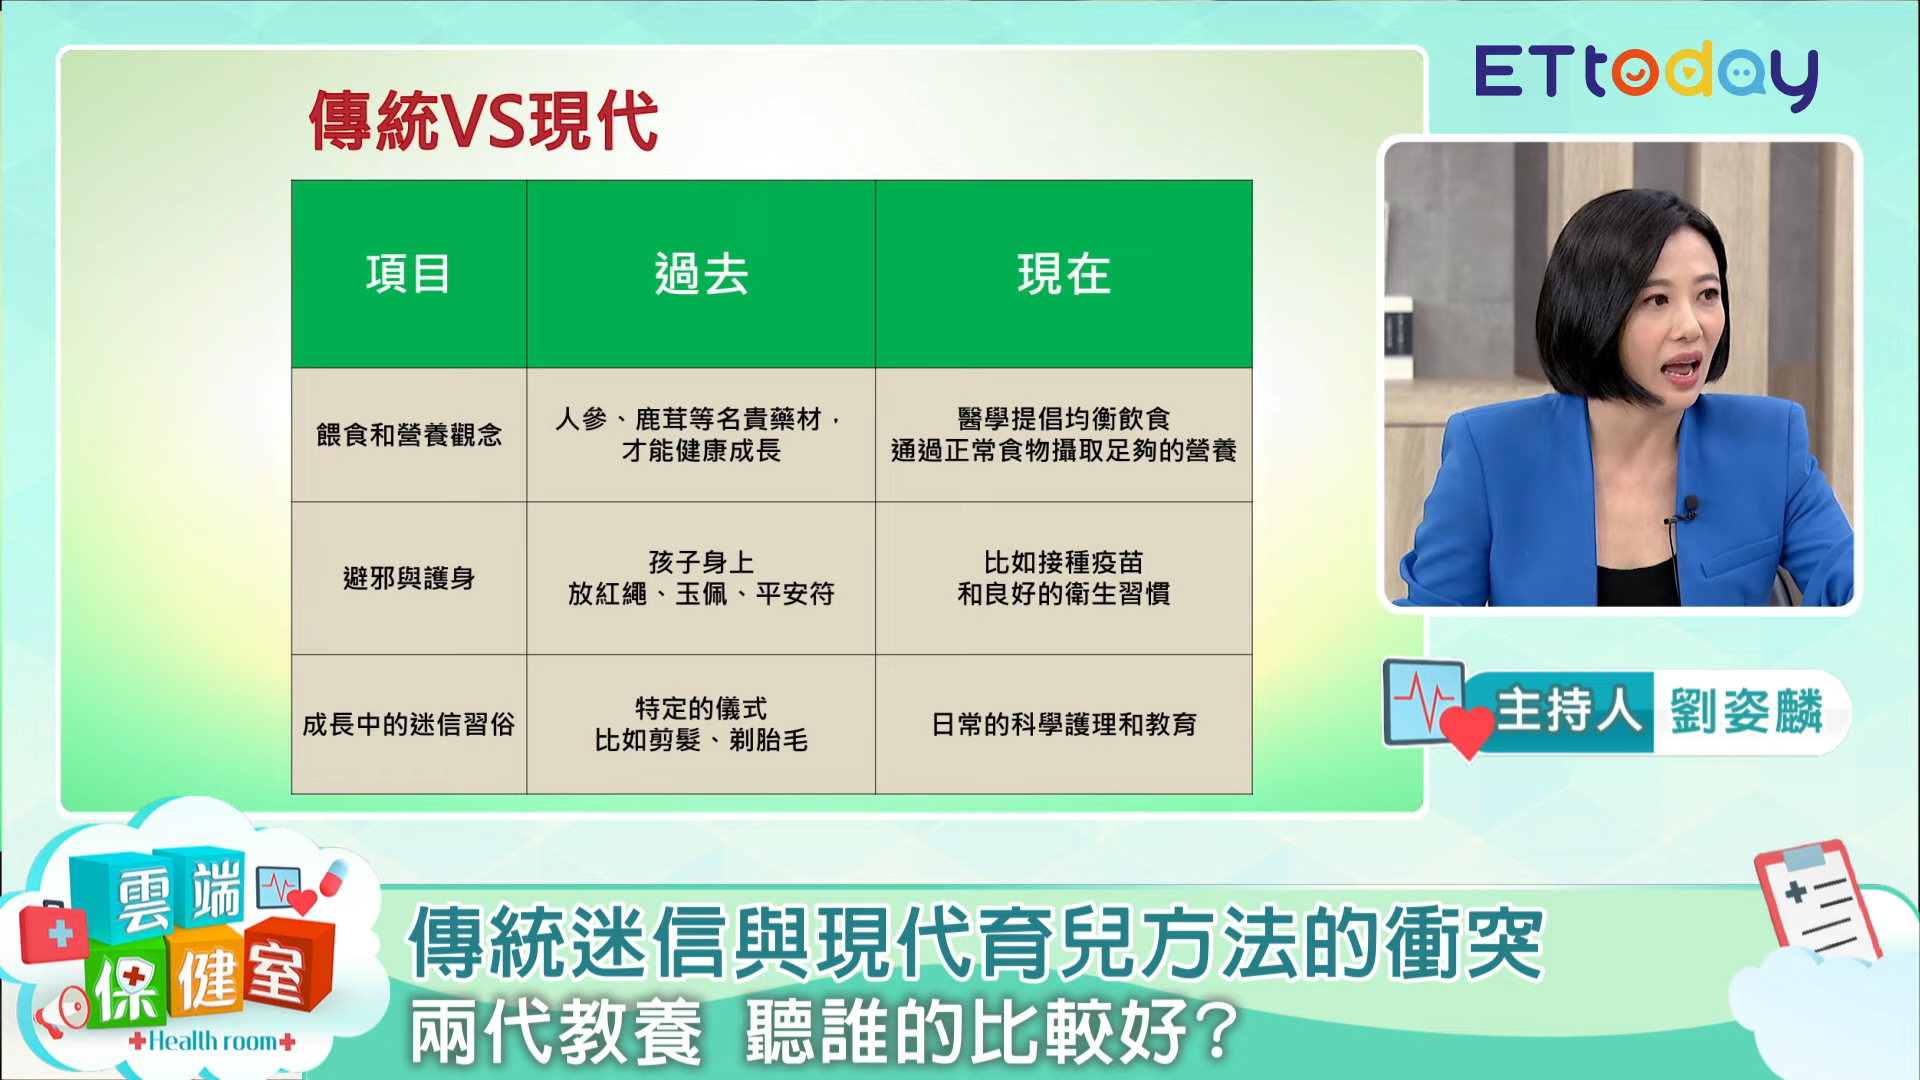 ETtoday
傳統VS現代
項目
過去
現在
餵食和營養觀念
人參、鹿茸等名貴藥材，
才能健康成長
醫學提倡均衡飲食
通過正常食物攝取足夠的營養
避邪與護身
孩子身上
放紅繩、玉佩、平安符
比如接種疫苗
和良好的衛生習慣
成長中的迷信習俗
特定的儀式
比如剪髮、剃胎毛
日常的科學護理和教育
主持人 劉姿麟
雲端
保健室
Health room
傳統迷信與現代育兒方法的衝突
兩代教養 聽誰的比較好?